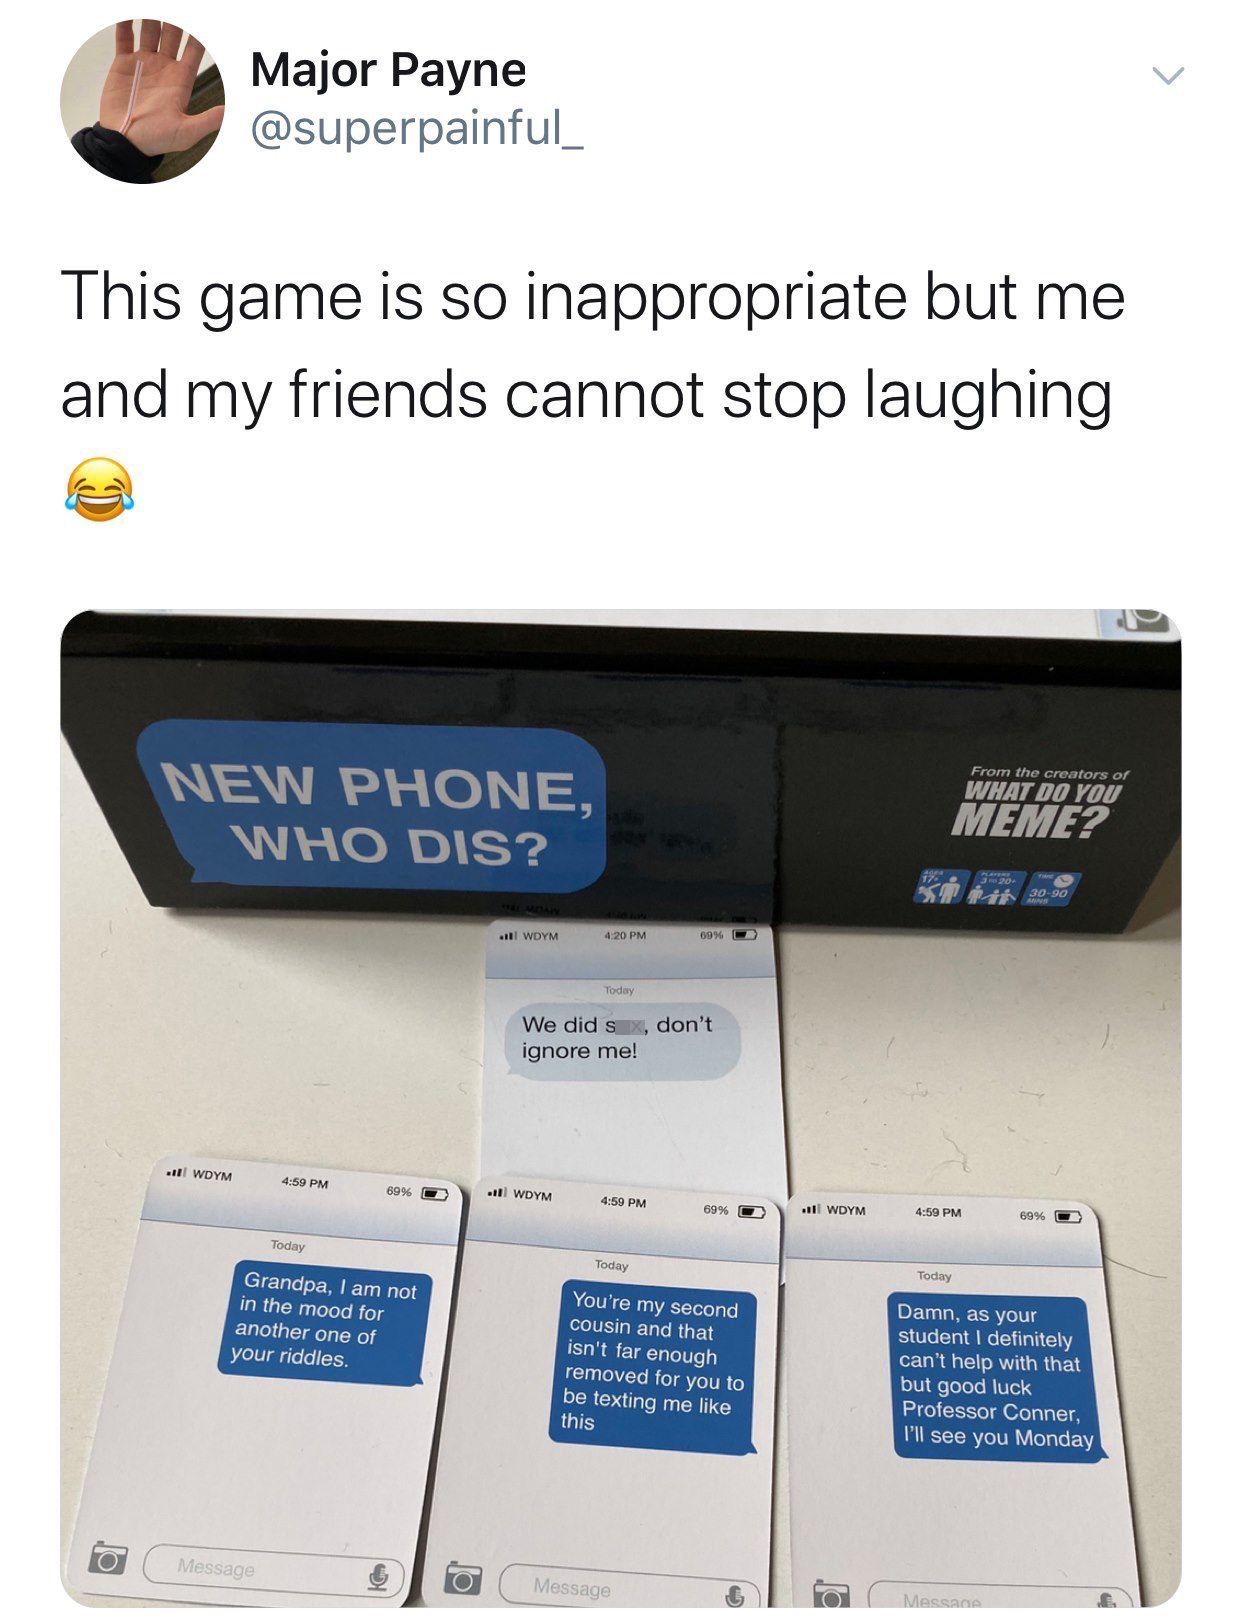 Major Payne
@superpainful_
This game is so inappropriate but me
and my friends cannot stop laughing
😂
NEW PHONE,
WHO DIS?
From the creators of
WHAT DO YOU
MEME?
AGES
17+
PLAYERS
3 TO 20+
TIME
30-90
MINS
WDYM 4:20 PM 69%
Today
We did s x, don't
ignore me!
WDYM 4:59 PM 69%
Today
Grandpa, I am not
in the mood for
another one of
your riddles.
Message
WDYM 4:59 PM 69%
Today
You're my second
cousin and that
isn't far enough
removed for you to
be texting me like
this
Message
WDYM 4:59 PM 69%
Today
Damn, as your
student I definitely
can't help with that
but good luck
Professor Conner,
I'll see you Monday
Message